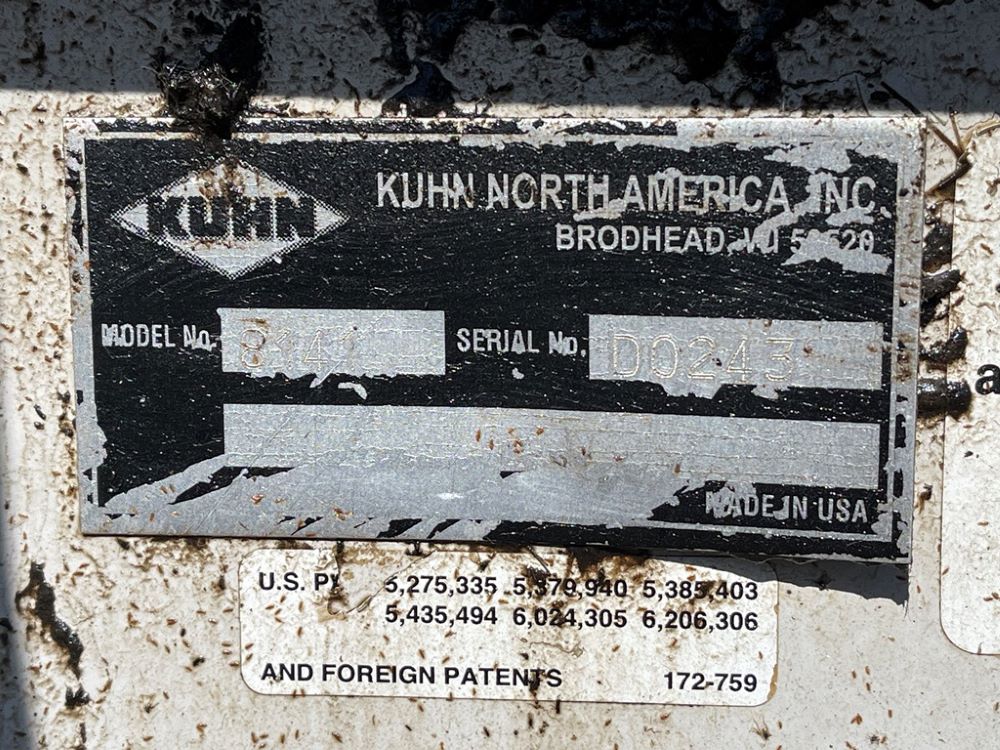 KUHN
KUHN NORTH AMERICA, INC.
BRODHEAD, WI 53520
MODEL No. 8141
SERIAL No. D0243
MADE IN USA
U.S. 5,275,335 5,379,940 5,385,403
5,435,494 6,024,305 6,206,306
AND FOREIGN PATENTS 172-759
a